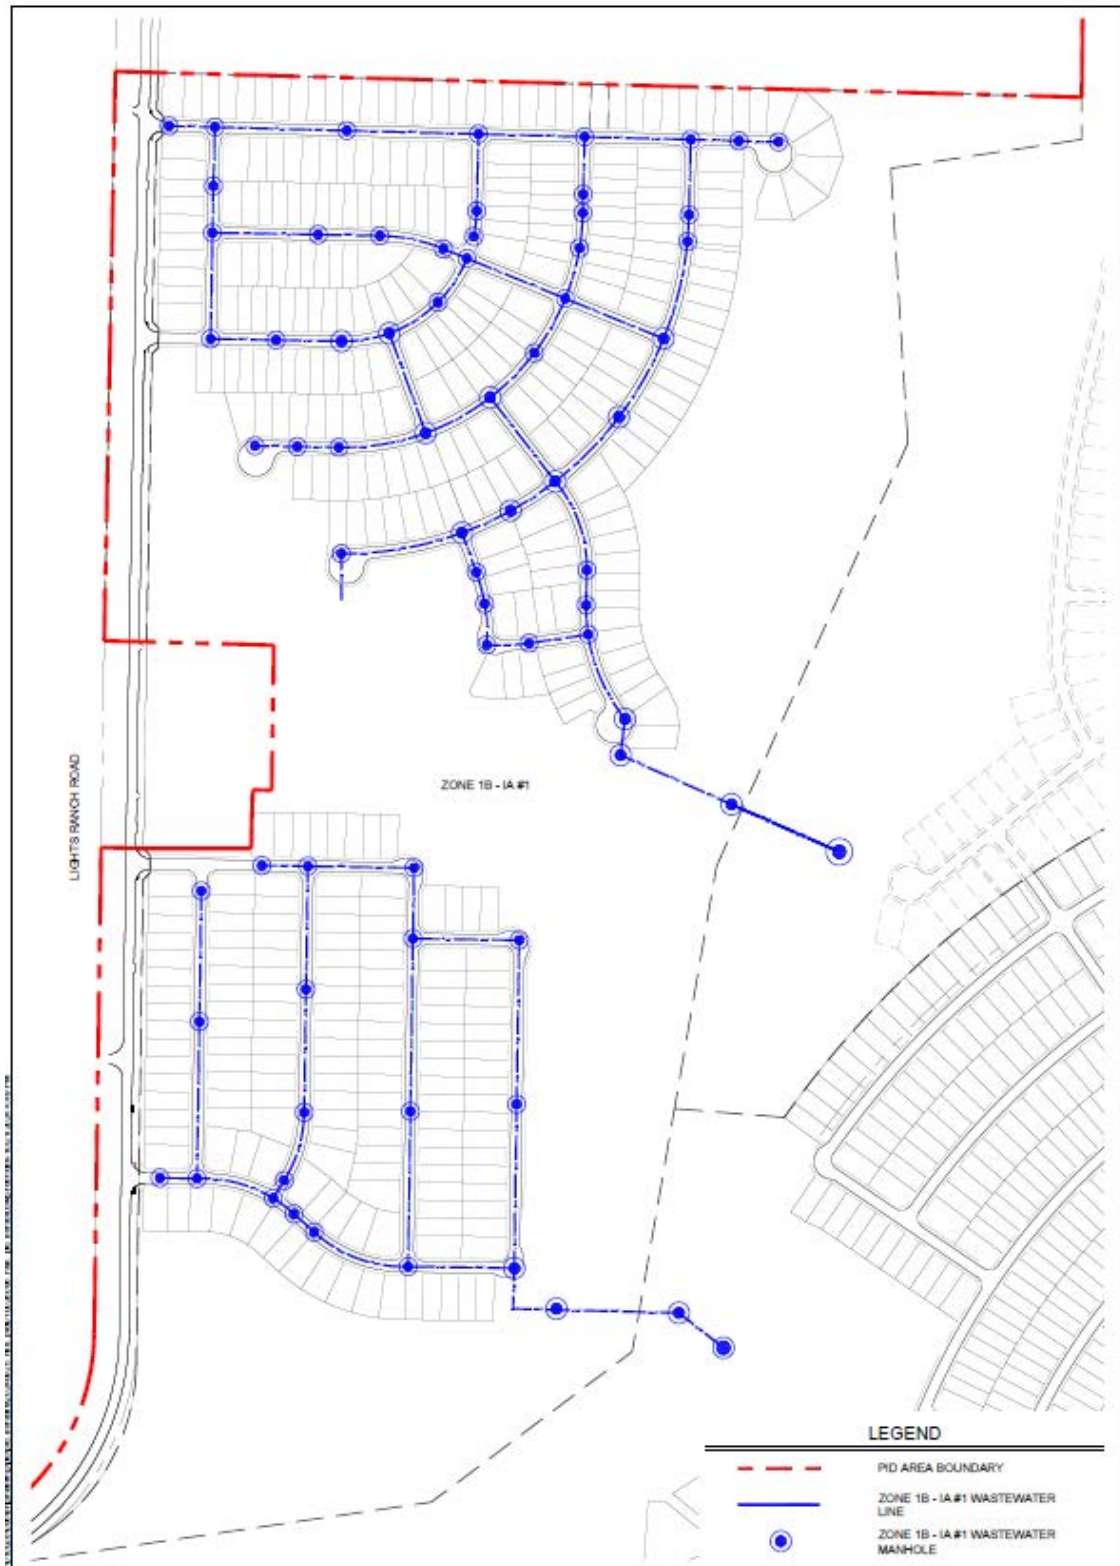 LIGHTS RANCH ROAD
ZONE 1B - IA #1
LEGEND
PID AREA BOUNDARY
ZONE 1B - IA #1 WASTEWATER
LINE
ZONE 1B - IA #1 WASTEWATER
MANHOLE